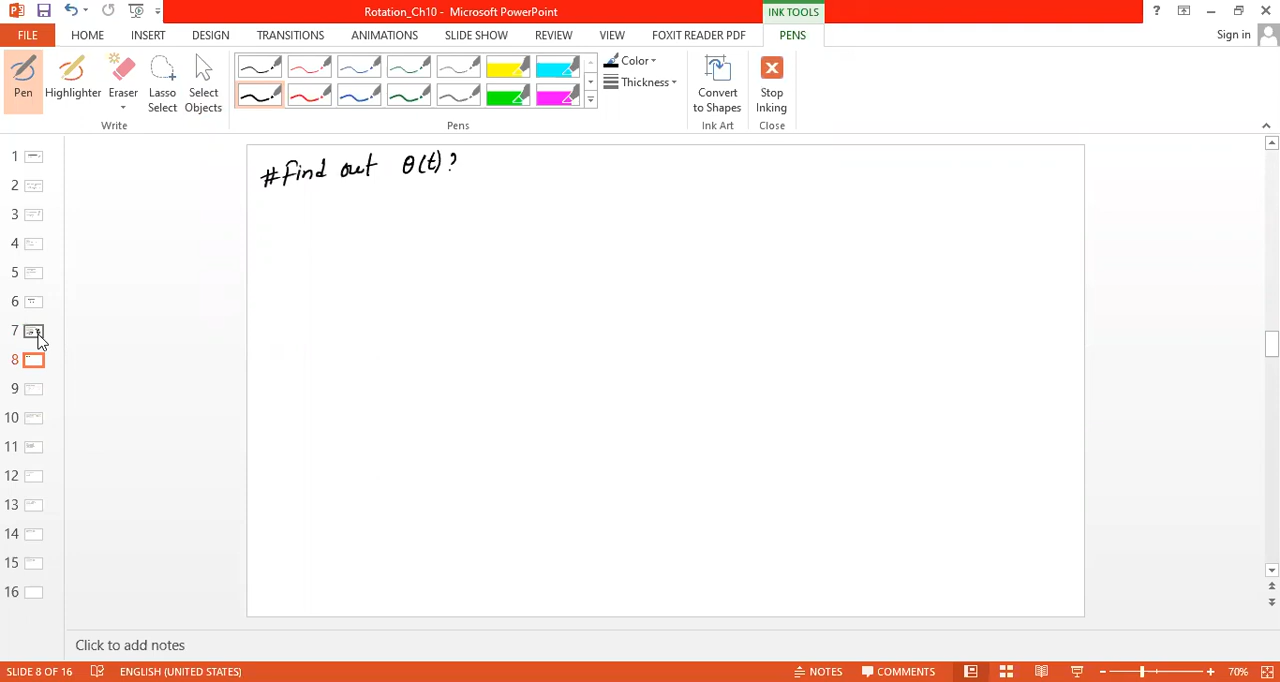 Rotation_Ch10 - Microsoft PowerPoint
INK TOOLS
?
FILE HOME INSERT DESIGN TRANSITIONS ANIMATIONS SLIDE SHOW REVIEW VIEW FOXIT READER PDF PENS Sign in
Pen Highlighter Eraser Lasso Select Select Objects
Color
Thickness
Convert to Shapes
Stop Inking
Write Pens Ink Art Close
#find out θ(t)?
1
2
3
4
5
6
7
8
9
10
11
12
13
14
15
16
Click to add notes
SLIDE 8 OF 16 ENGLISH (UNITED STATES) NOTES COMMENTS 70%